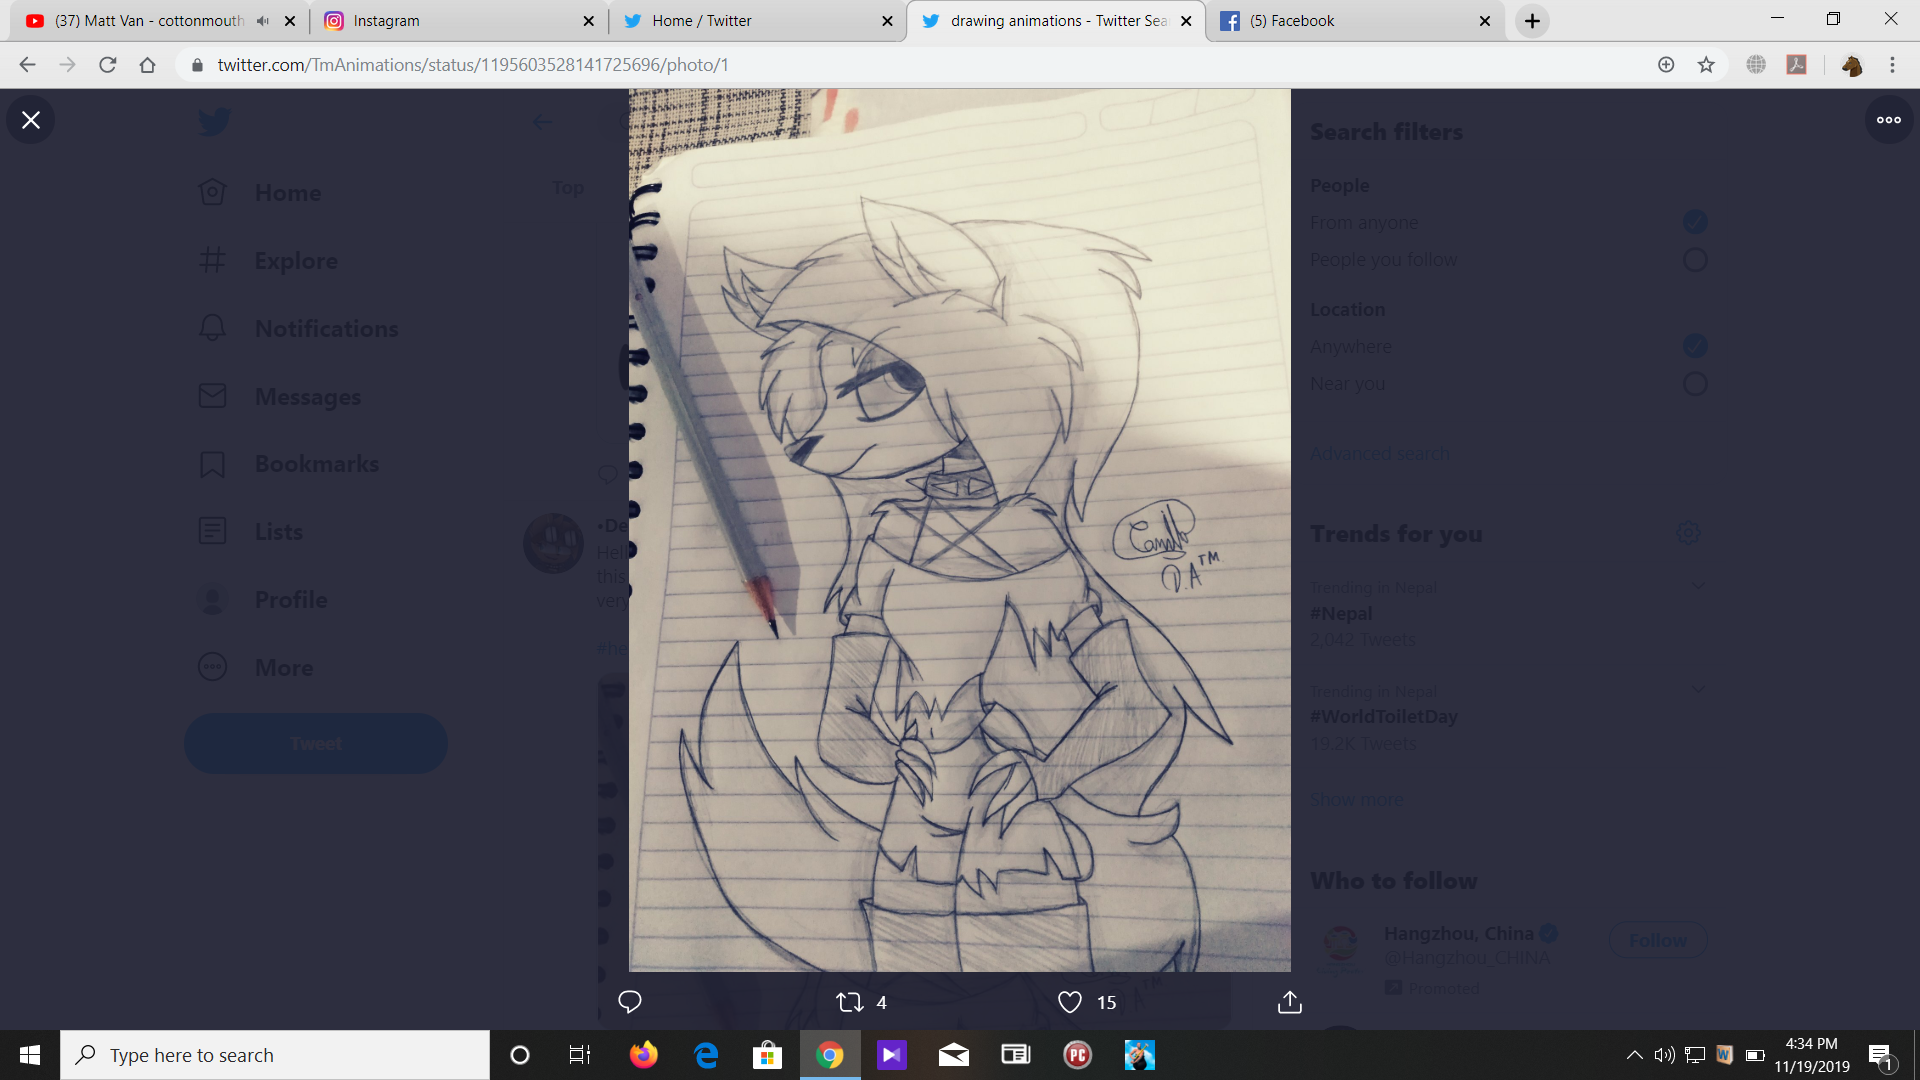 (37) Matt Van - cottonmouth
Instagram
Home / Twitter
drawing animations - Twitter Sea
(5) Facebook
twitter.com/TmAnimations/status/1195603528141725696/photo/1
Home
Explore
Notifications
Messages
Bookmarks
Lists
Profile
More
Tweet
Top
•De
Hell
this
very
#he
D.A™
4
15
Search filters
People
From anyone
People you follow
Location
Anywhere
Near you
Advanced search
Trends for you
Trending in Nepal
#Nepal
2,042 Tweets
Trending in Nepal
#WorldToiletDay
19.2K Tweets
Show more
Who to follow
Hangzhou, China
@Hangzhou_CHINA
Follow
Promoted
Type here to search
PC
W
4:34 PM
11/19/2019
1